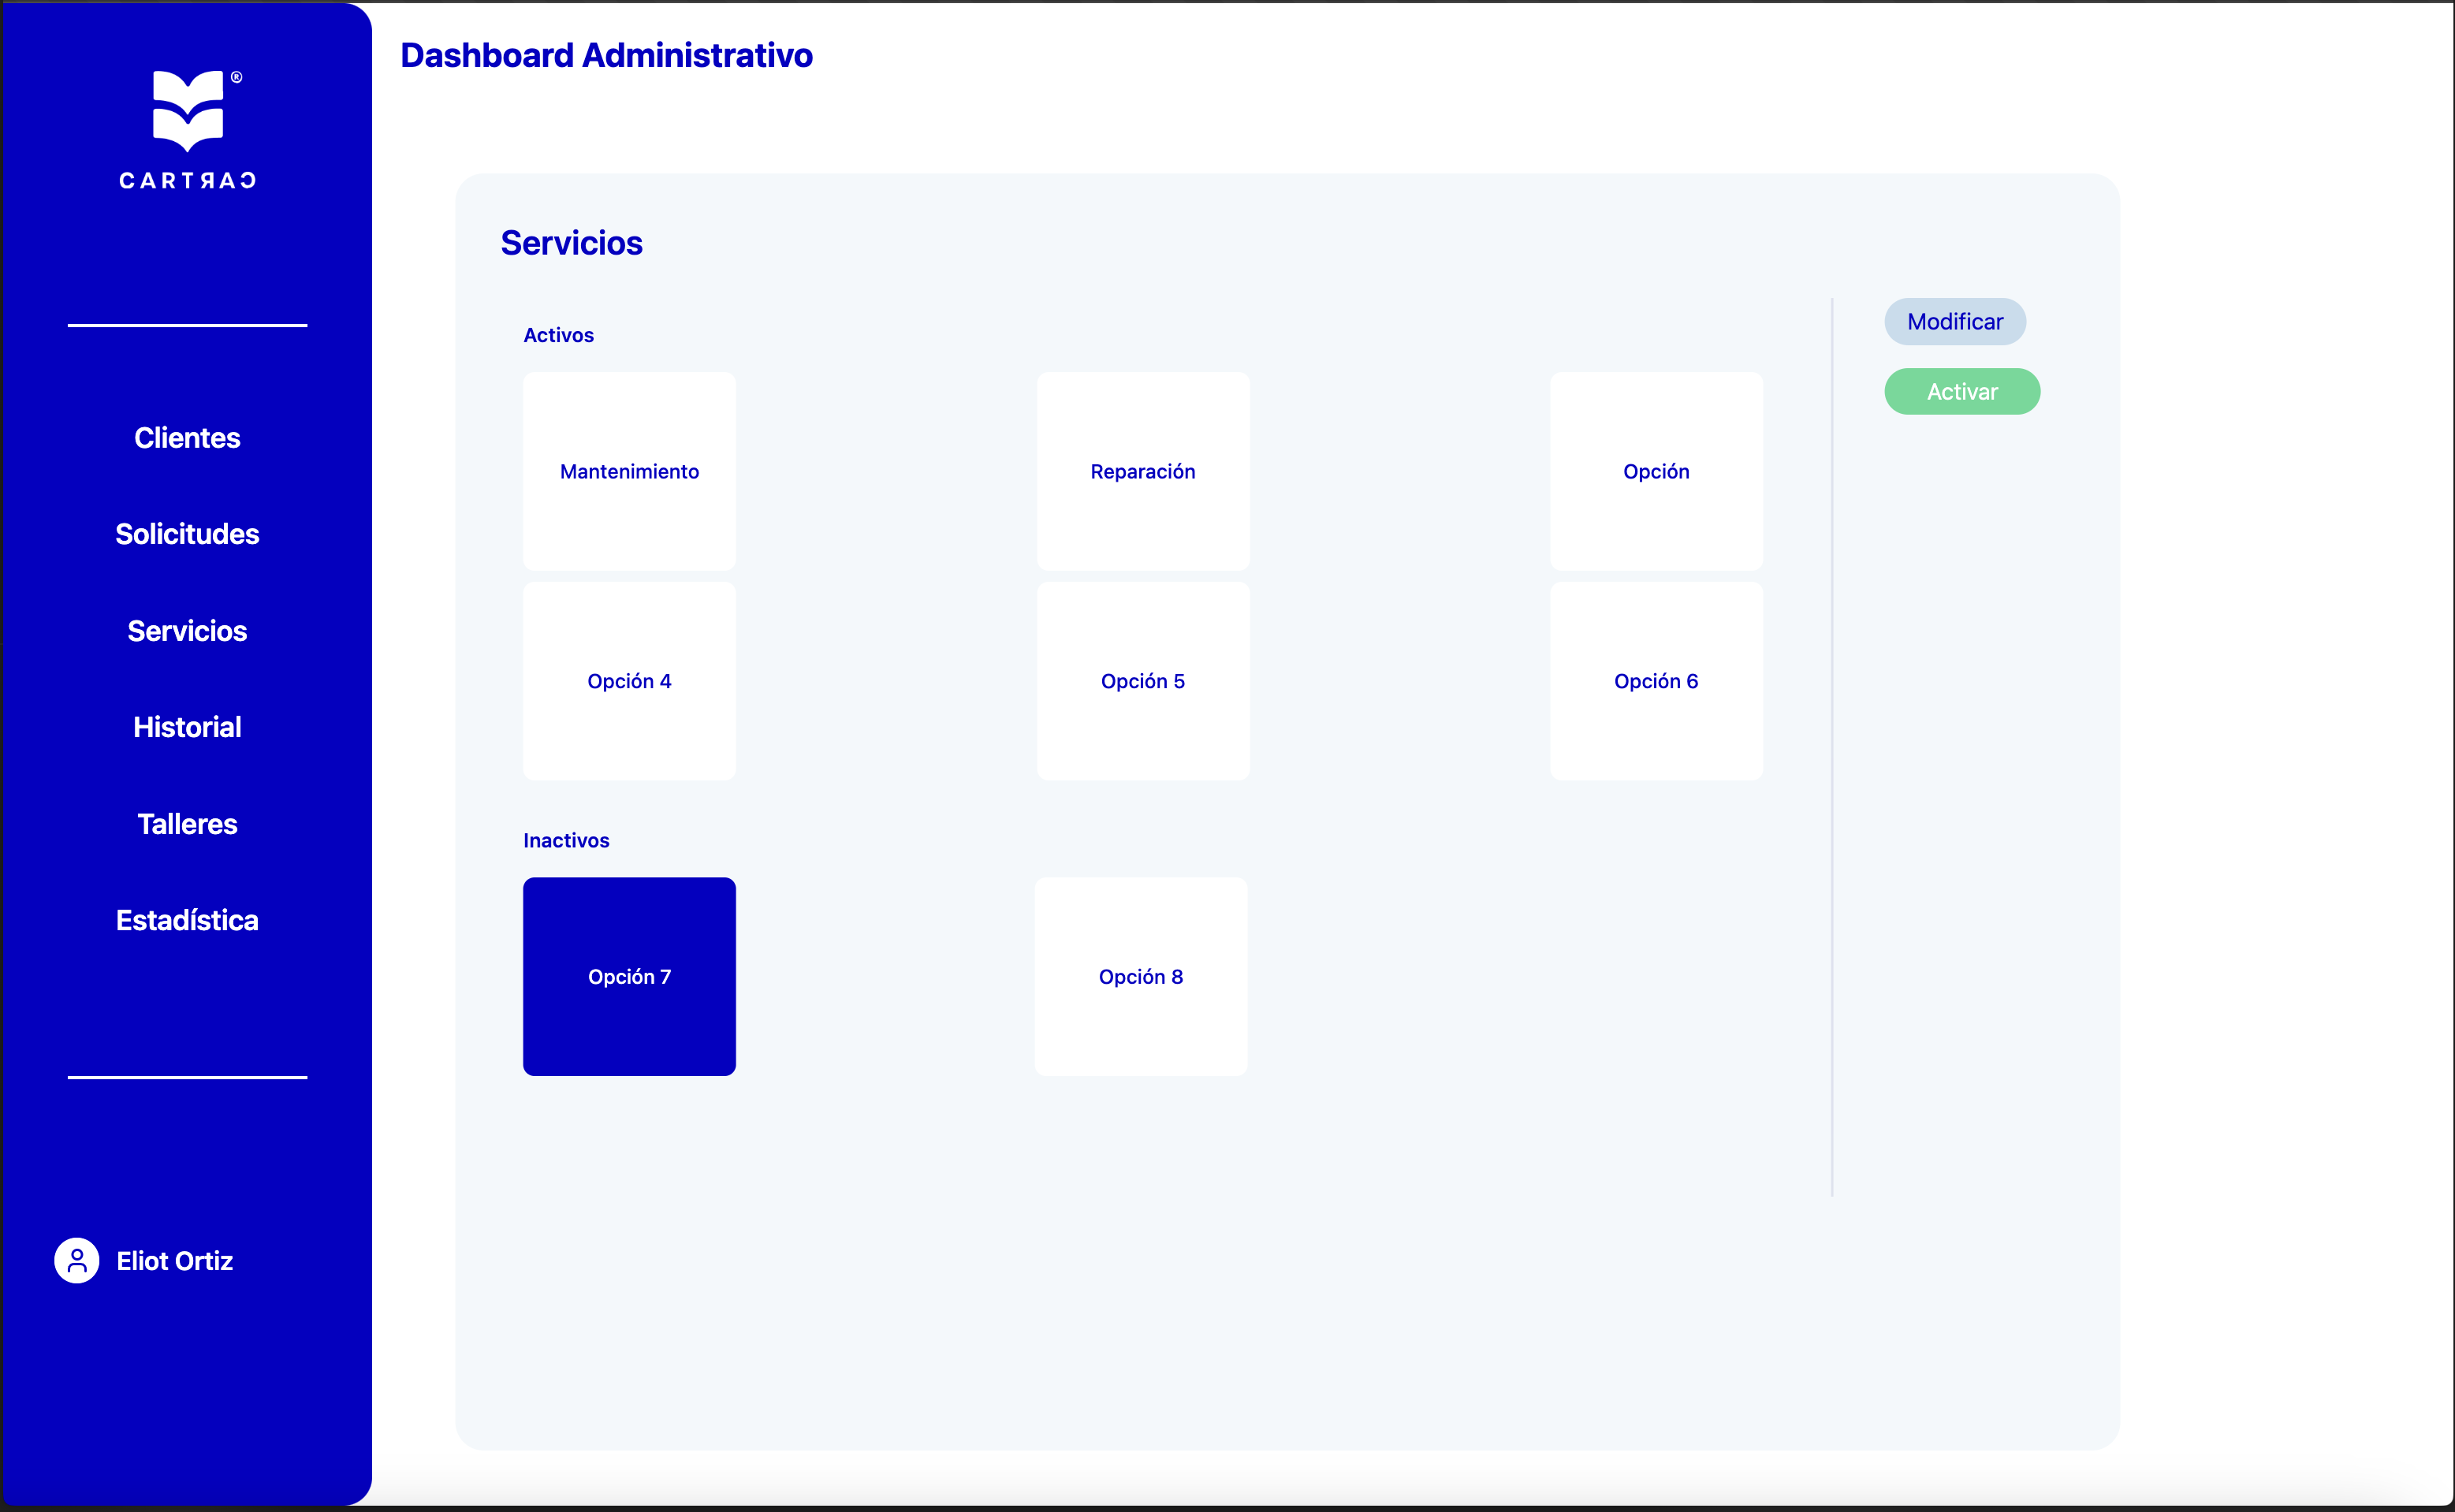 Dashboard Administrativo
®
CARTЯAƆ
Clientes
Solicitudes
Servicios
Historial
Talleres
Estadística
Eliot Ortiz
Servicios
Activos
Mantenimiento
Reparación
Opción
Opción 4
Opción 5
Opción 6
Inactivos
Opción 7
Opción 8
Modificar
Activar